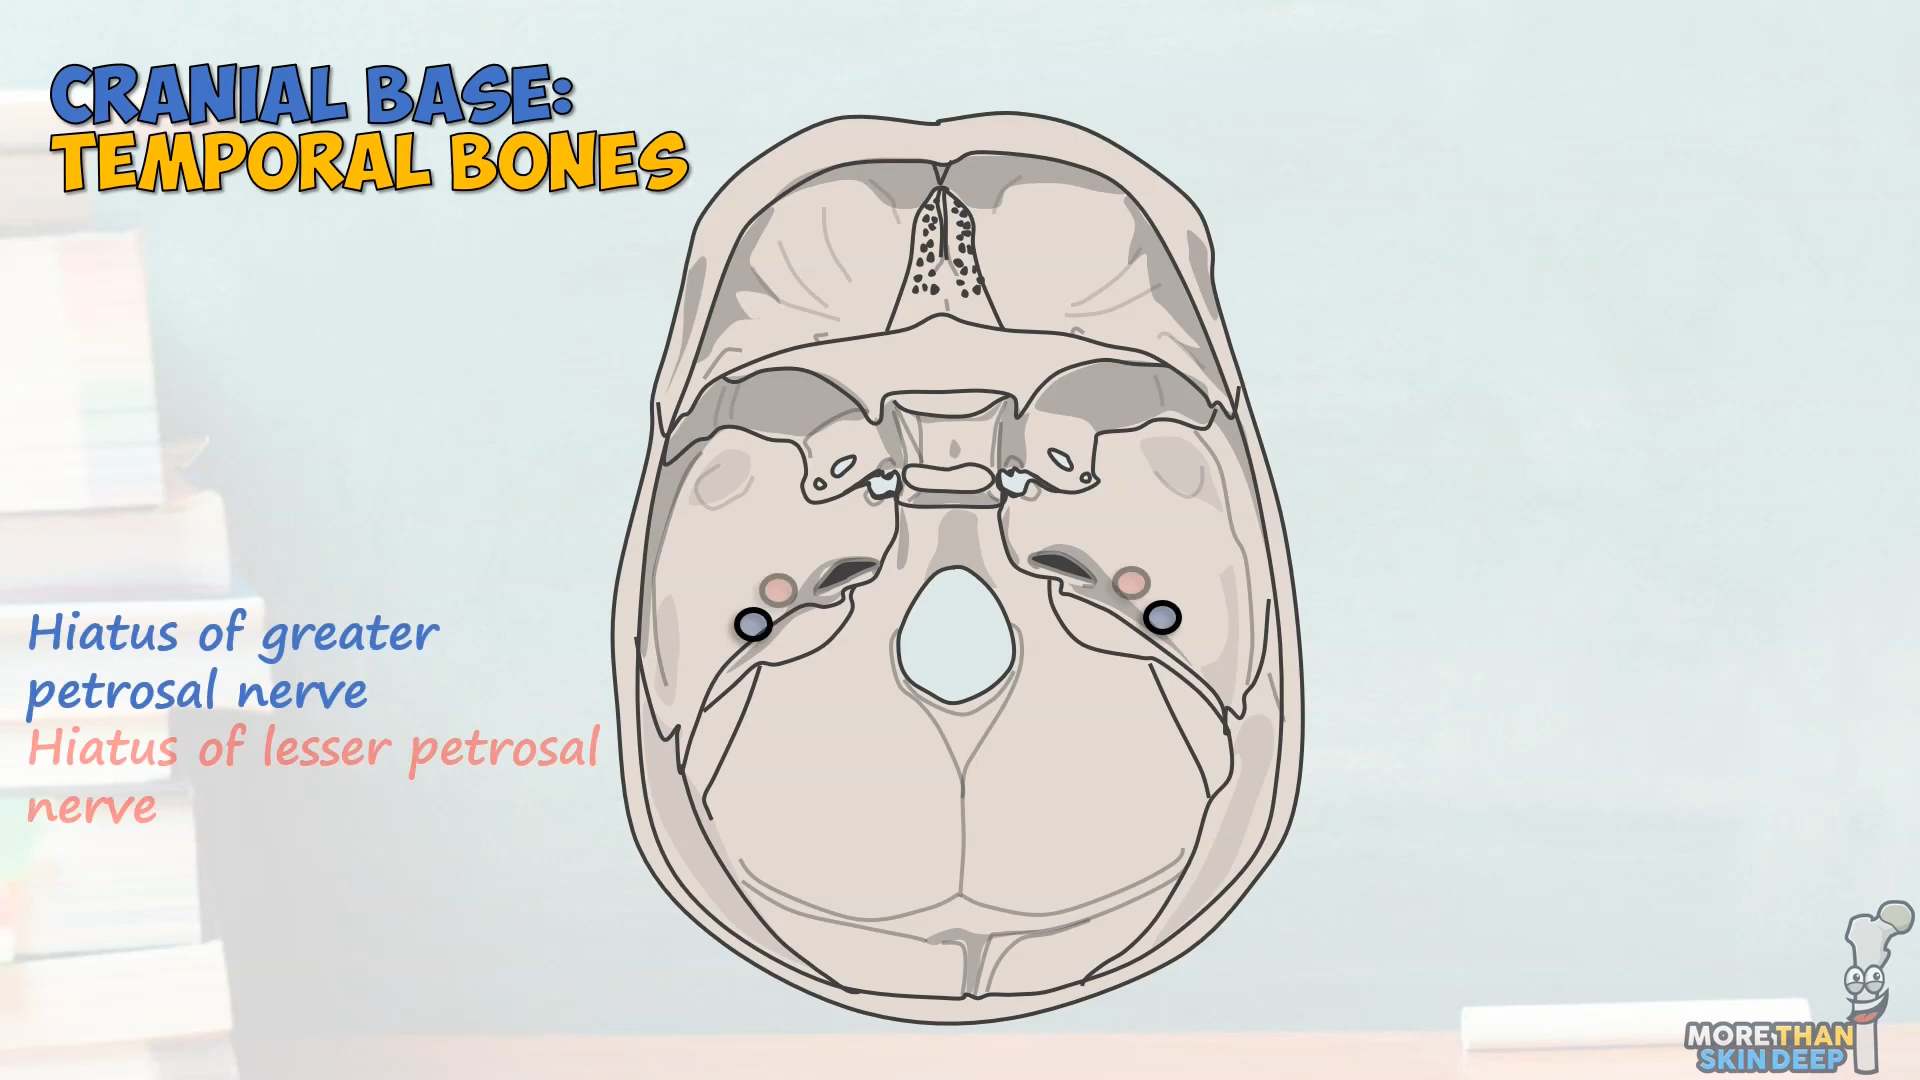 CRANIAL BASE:
TEMPORAL BONES
Hiatus of greater
petrosal nerve
Hiatus of lesser petrosal
nerve
MORE THAN
SKIN DEEP